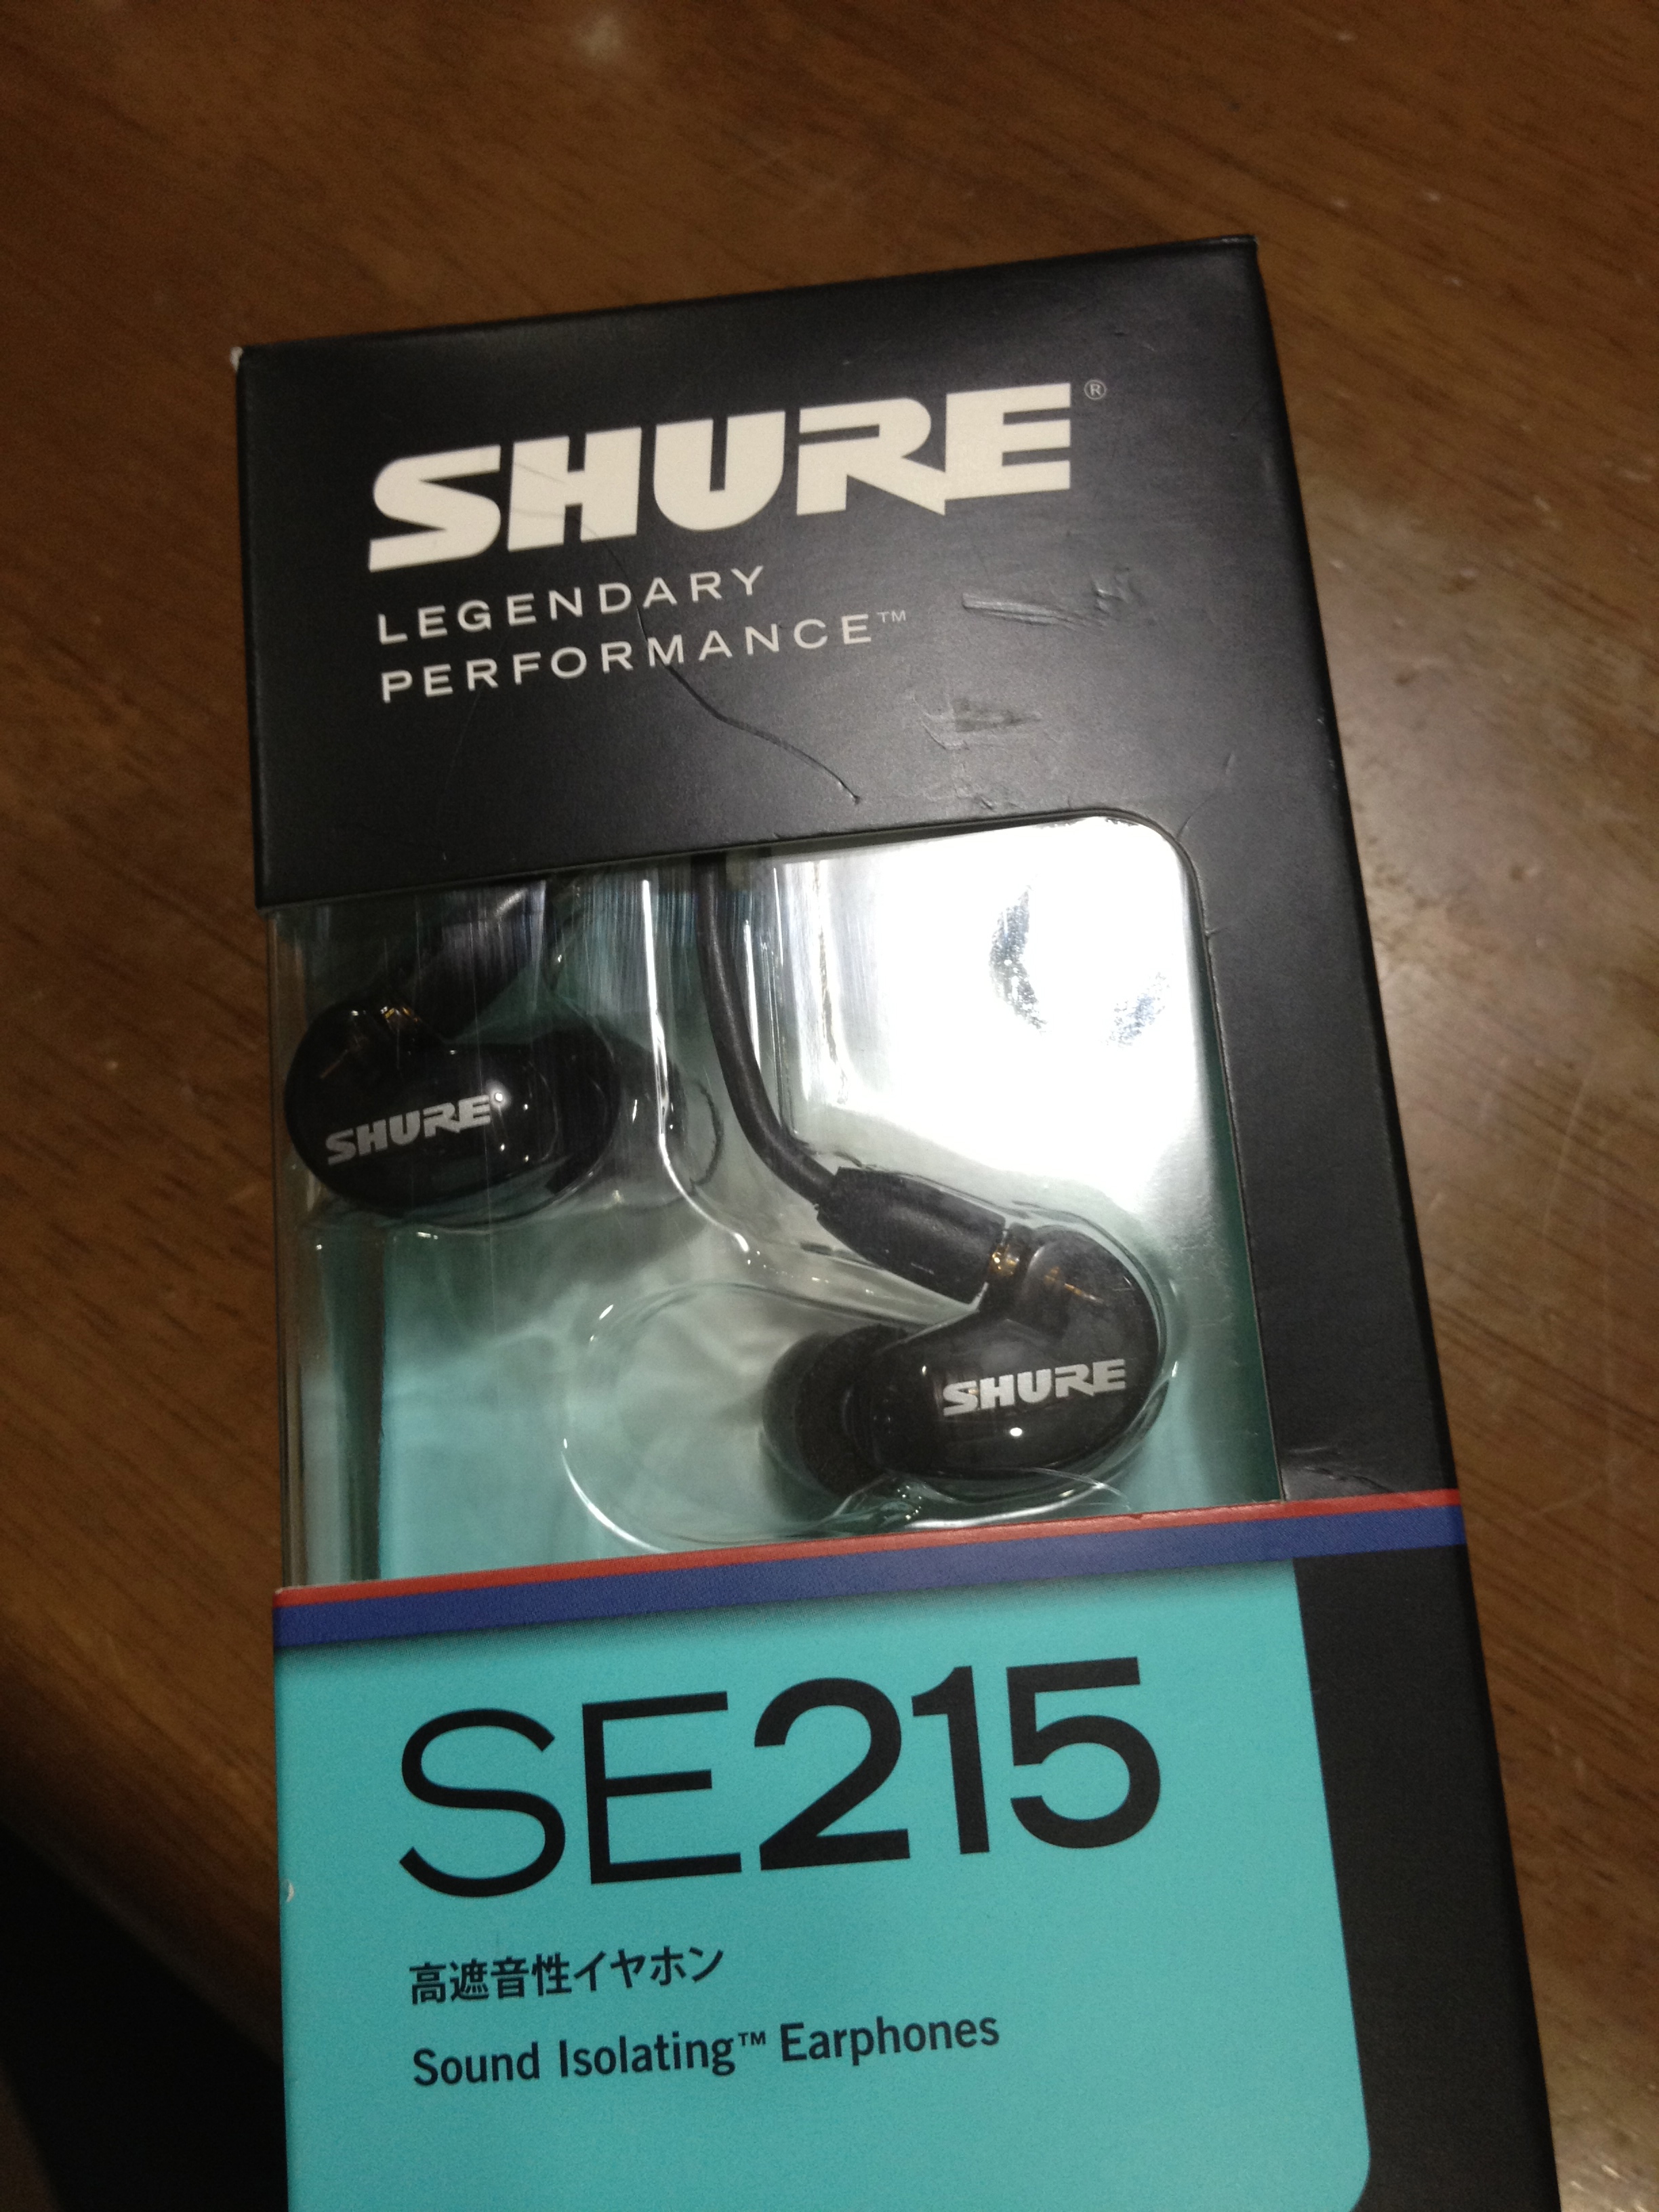 SHURE®
LEGENDARY
PERFORMANCE™
SHURE
SHURE
SE215
高遮音性イヤホン
Sound Isolating™ Earphones